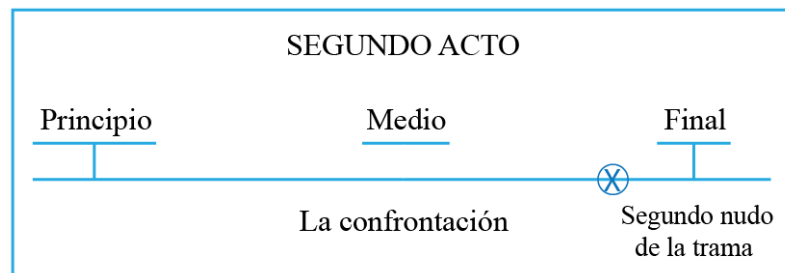 SEGUNDO ACTO
Principio
Medio
Final
X
La confrontación
Segundo nudo
de la trama